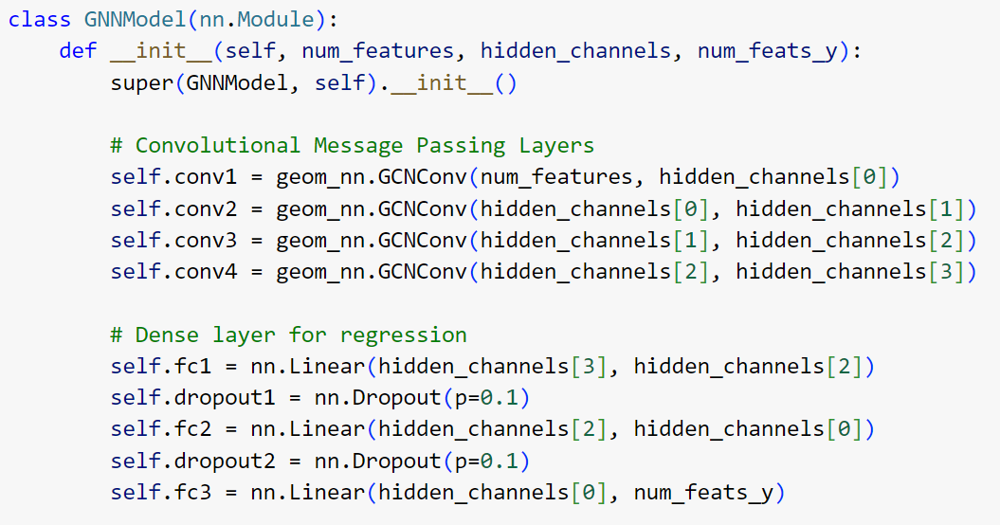 class GNNModel(nn.Module):
    def __init__(self, num_features, hidden_channels, num_feats_y):
        super(GNNModel, self).__init__()

        # Convolutional Message Passing Layers
        self.conv1 = geom_nn.GCNConv(num_features, hidden_channels[0])
        self.conv2 = geom_nn.GCNConv(hidden_channels[0], hidden_channels[1])
        self.conv3 = geom_nn.GCNConv(hidden_channels[1], hidden_channels[2])
        self.conv4 = geom_nn.GCNConv(hidden_channels[2], hidden_channels[3])

        # Dense layer for regression
        self.fc1 = nn.Linear(hidden_channels[3], hidden_channels[2])
        self.dropout1 = nn.Dropout(p=0.1)
        self.fc2 = nn.Linear(hidden_channels[2], hidden_channels[0])
        self.dropout2 = nn.Dropout(p=0.1)
        self.fc3 = nn.Linear(hidden_channels[0], num_feats_y)